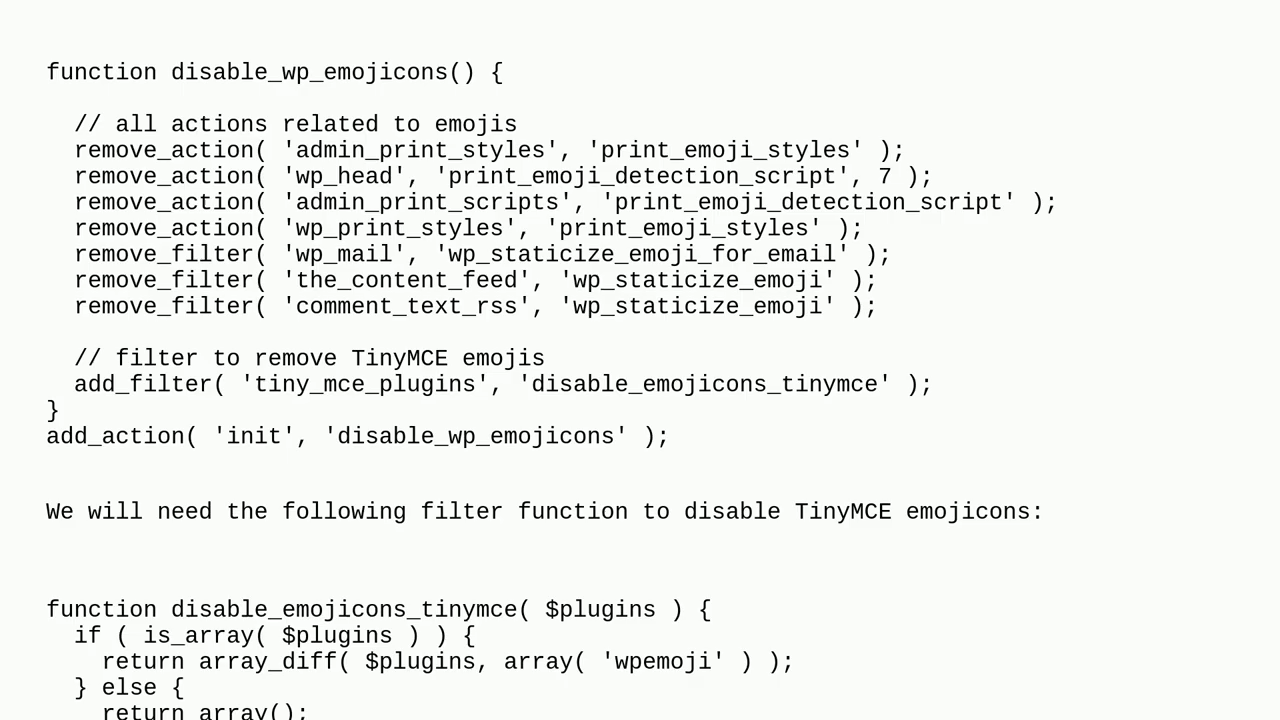 function disable_wp_emojicons() {
  // all actions related to emojis
  remove_action( 'admin_print_styles', 'print_emoji_styles' );
  remove_action( 'wp_head', 'print_emoji_detection_script', 7 );
  remove_action( 'admin_print_scripts', 'print_emoji_detection_script' );
  remove_action( 'wp_print_styles', 'print_emoji_styles' );
  remove_filter( 'wp_mail', 'wp_staticize_emoji_for_email' );
  remove_filter( 'the_content_feed', 'wp_staticize_emoji' );
  remove_filter( 'comment_text_rss', 'wp_staticize_emoji' );
  // filter to remove TinyMCE emojis
  add_filter( 'tiny_mce_plugins', 'disable_emojicons_tinymce' );
}
add_action( 'init', 'disable_wp_emojicons' );
We will need the following filter function to disable TinyMCE emojicons:
function disable_emojicons_tinymce( $plugins ) {
  if ( is_array( $plugins ) ) {
    return array_diff( $plugins, array( 'wpemoji' ) );
  } else {
    return array();